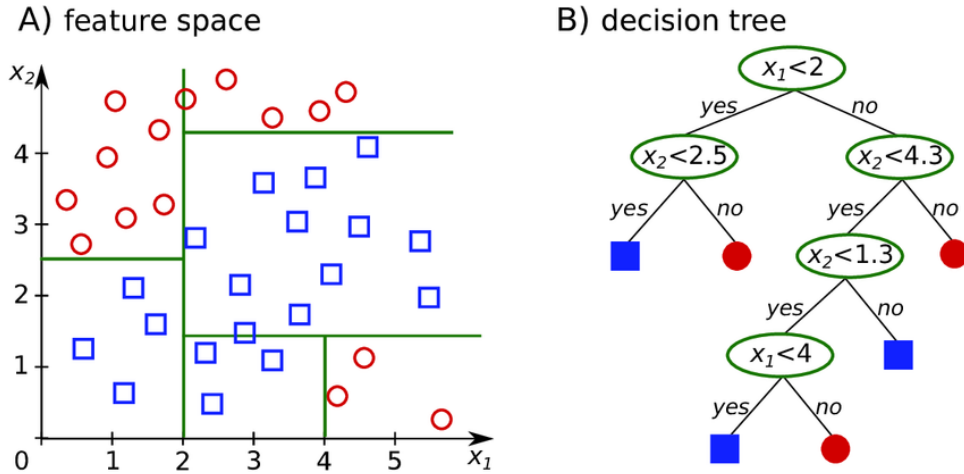 A) feature space
x₂
4
3
2
1
0 1 2 3 4 5 x₁
B) decision tree
x₁<2
yes no
x₂<2.5 x₂<4.3
yes no yes no
x₂<1.3
yes no
x₁<4
yes no